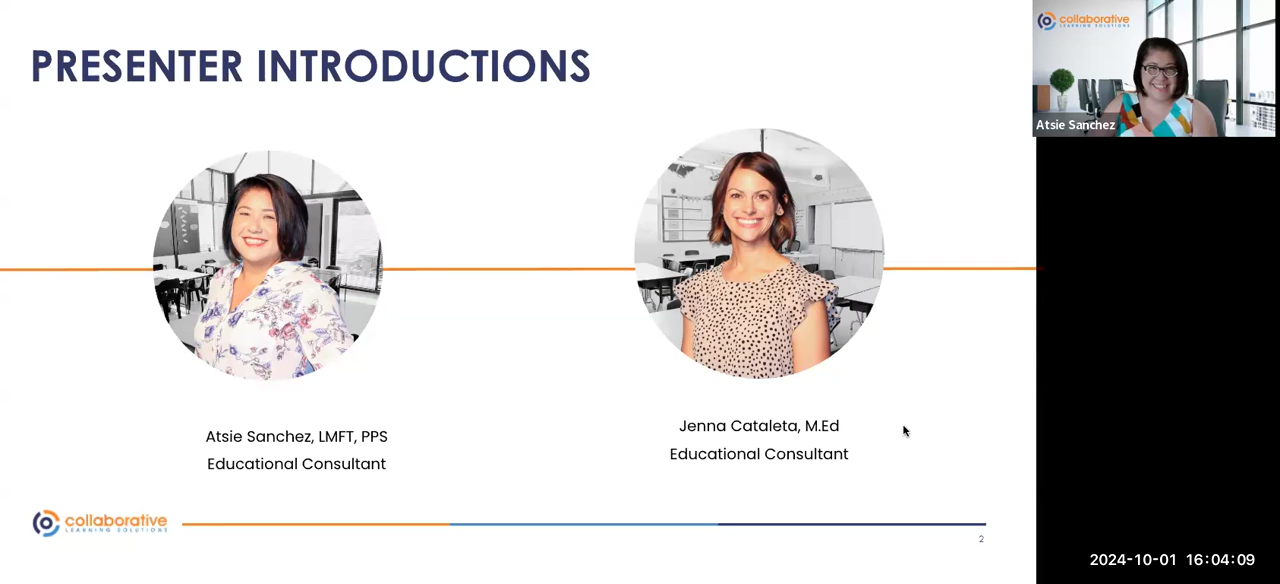 PRESENTER INTRODUCTIONS
collaborative
LEARNING SOLUTIONS
Atsie Sanchez
Atsie Sanchez, LMFT, PPS
Educational Consultant
Jenna Cataleta, M.Ed
Educational Consultant
collaborative
LEARNING SOLUTIONS
2
2024-10-01 16:04:09